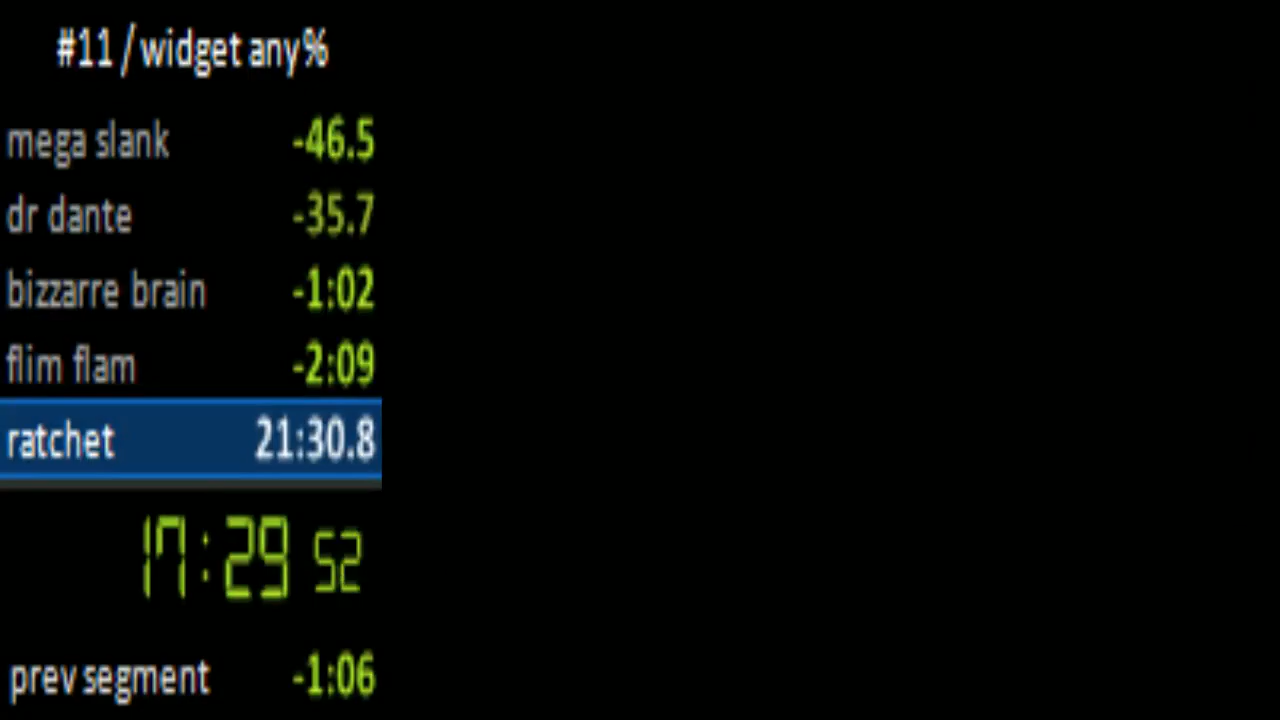 #11 / widget any%
mega slank -46.5
dr dante -35.7
bizzarre brain -1:02
flim flam -2:09
ratchet 21:30.8
17:29 52
prev segment -1:06